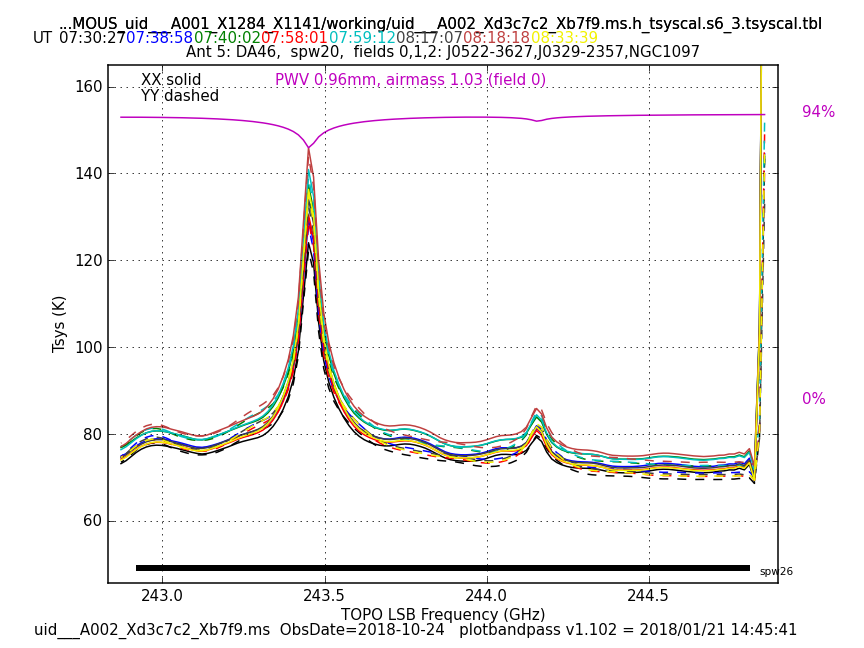 ...MOUS_uid___A001_X1284_X1141/working/uid___A002_Xd3c7c2_Xb7f9.ms.h_tsyscal.s6_3.tsyscal.tbl
UT 07:30:27 07:38:58 07:40:02 07:58:01 07:59:12 08:17:07 08:18:18 08:33:39
Ant 5: DA46, spw20, fields 0,1,2: J0522-3627,J0329-2357,NGC1097
XX solid
YY dashed
PWV 0.96mm, airmass 1.03 (field 0)
94%
0%
160
140
120
100
80
60
Tsys (K)
spw26
243.0 243.5 244.0 244.5
TOPO LSB Frequency (GHz)
uid___A002_Xd3c7c2_Xb7f9.ms ObsDate=2018-10-24 plotbandpass v1.102 = 2018/01/21 14:45:41